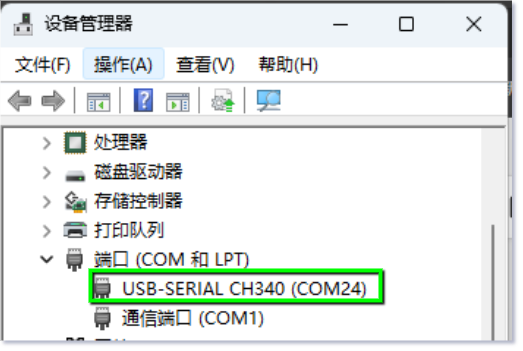 设备管理器
文件(F) 操作(A) 查看(V) 帮助(H)
处理器
磁盘驱动器
存储控制器
打印队列
端口 (COM 和 LPT)
USB-SERIAL CH340 (COM24)
通信端口 (COM1)